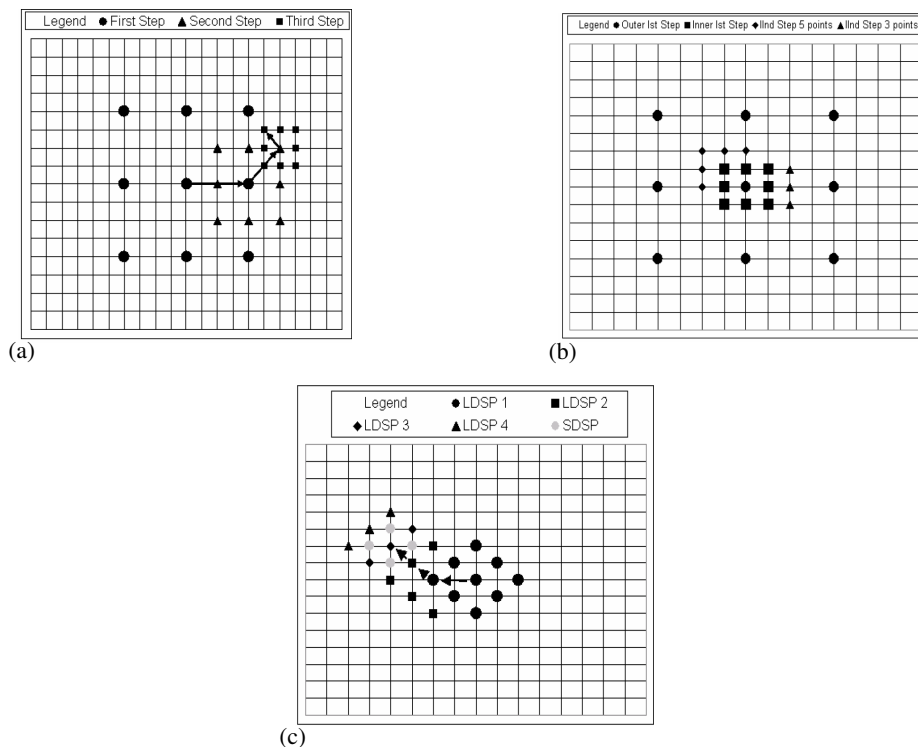 Legend First Step Second Step Third Step
(a)
Legend Outer Ist Step Inner Ist Step IInd Step 5 points IInd Step 3 points
(b)
Legend LDSP 1 LDSP 2
LDSP 3 LDSP 4 SDSP
(c)